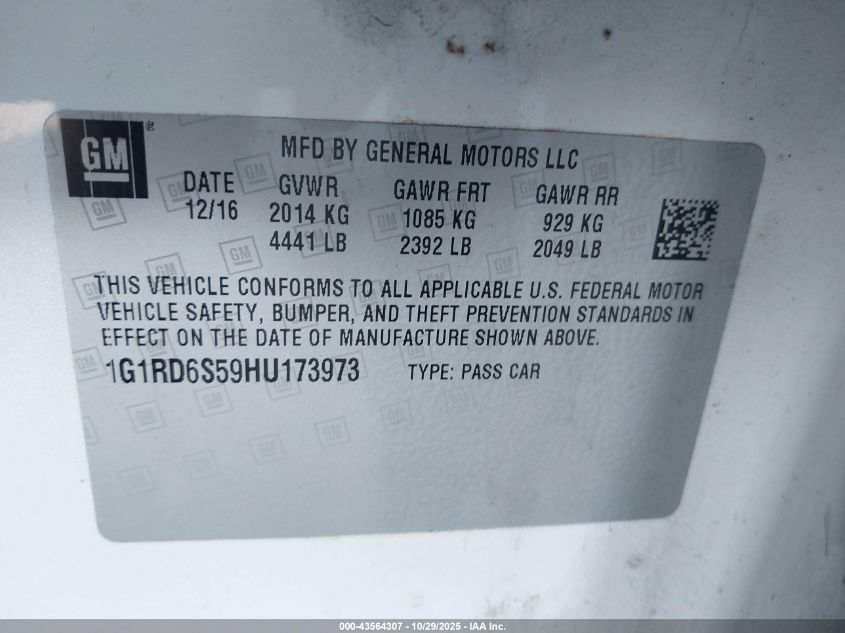 GM ®
MFD BY GENERAL MOTORS LLC
DATE GVWR GAWR FRT GAWR RR
12/16 2014 KG 1085 KG 929 KG
4441 LB 2392 LB 2049 LB
THIS VEHICLE CONFORMS TO ALL APPLICABLE U.S. FEDERAL MOTOR
VEHICLE SAFETY, BUMPER, AND THEFT PREVENTION STANDARDS IN
EFFECT ON THE DATE OF MANUFACTURE SHOWN ABOVE.
1G1RD6S59HU173973 TYPE: PASS CAR
000-43564307 - 10/29/2025 - IAA Inc.